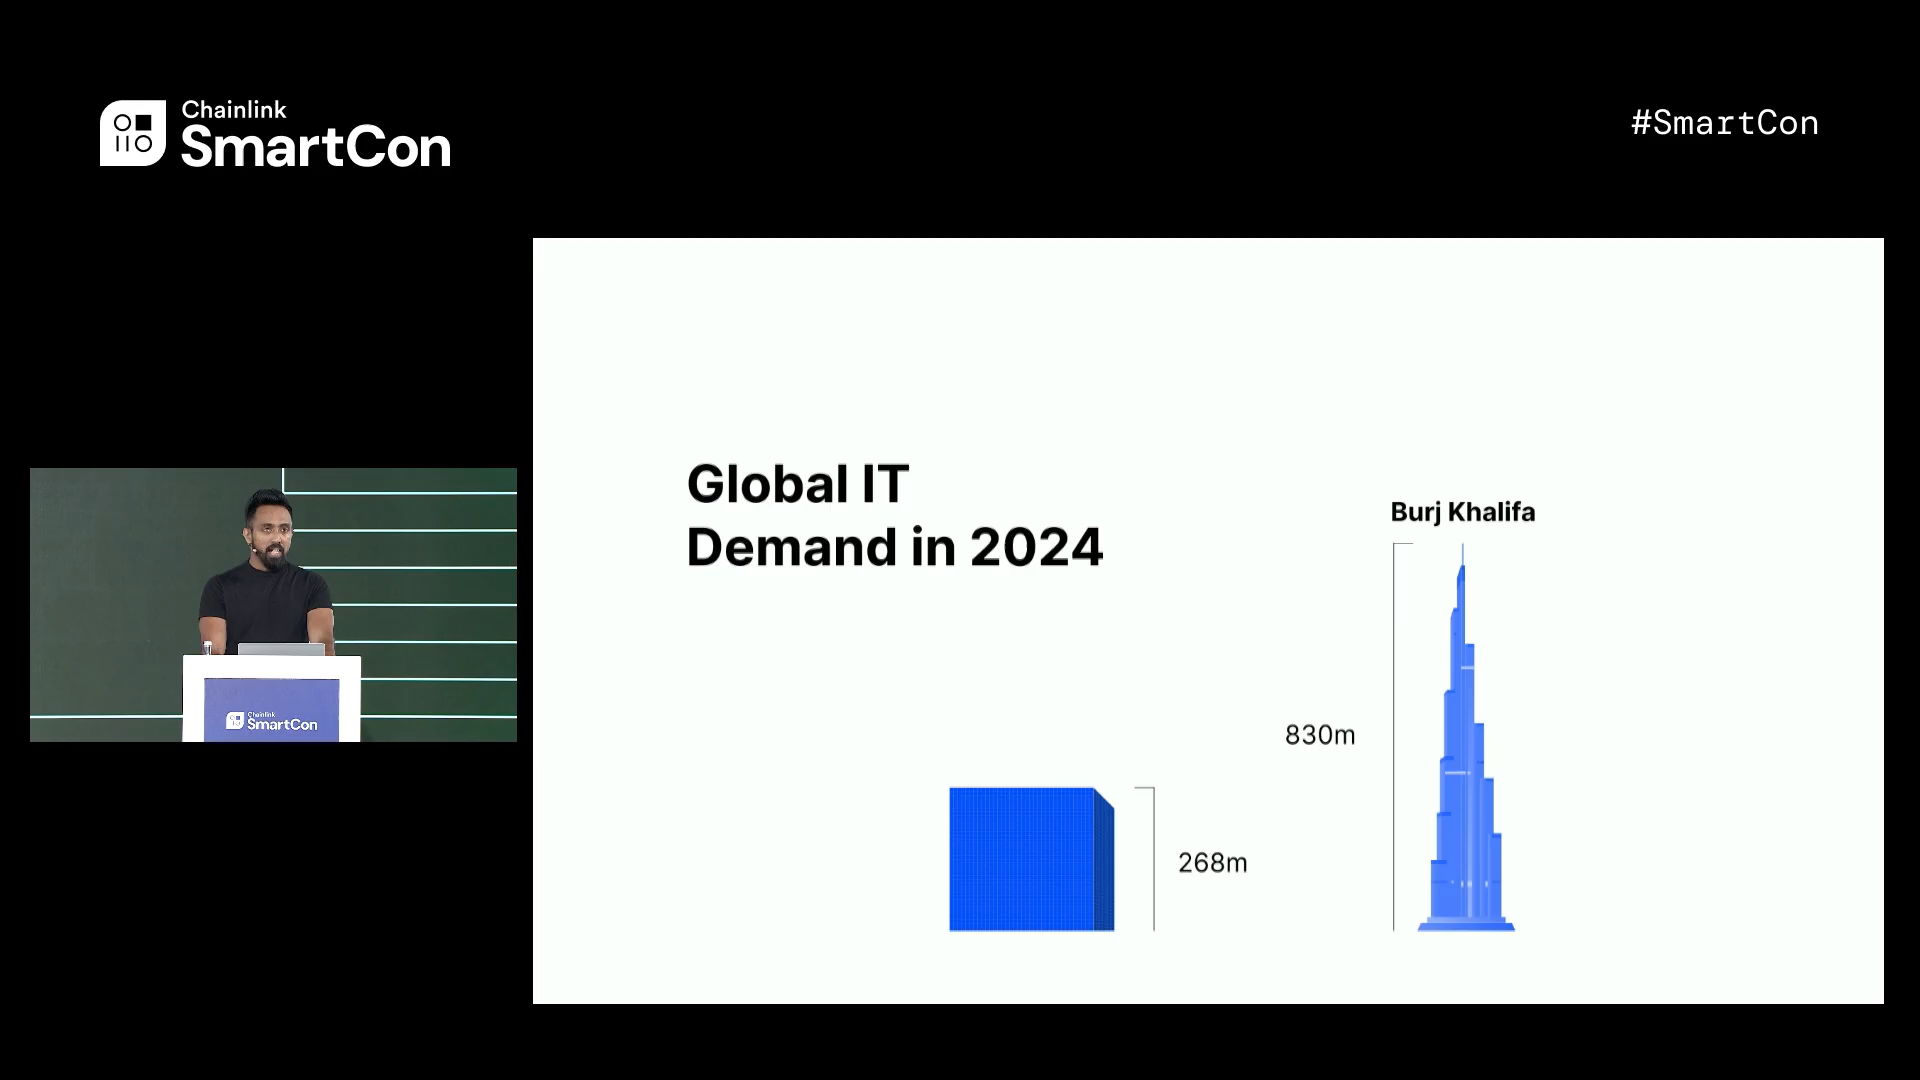 Chainlink
SmartCon
#SmartCon
Global IT
Demand in 2024
Burj Khalifa
830m
268m
Chainlink
SmartCon